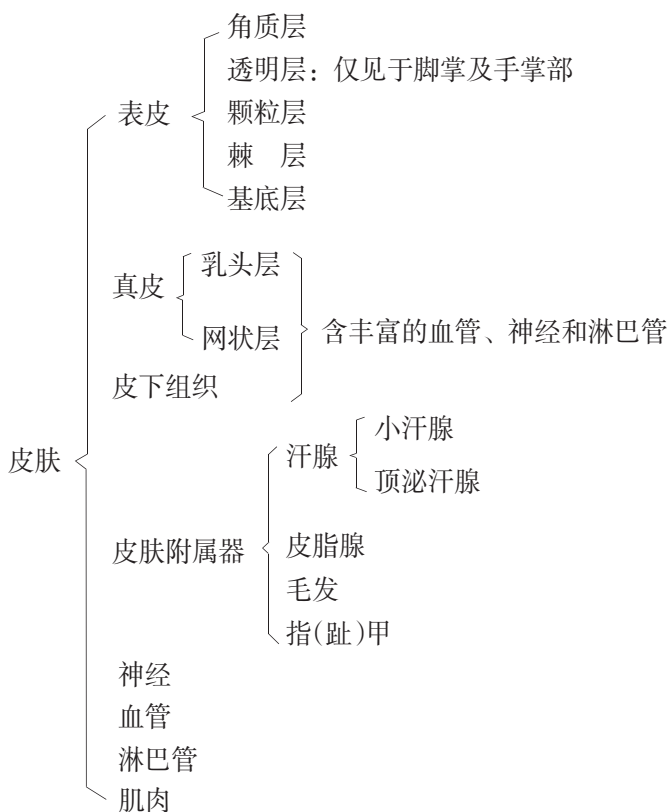 角质层
透明层：仅见于脚掌及手掌部
表皮
颗粒层
棘　层
基底层
乳头层
真皮
网状层
含丰富的血管、神经和淋巴管
皮下组织
小汗腺
汗腺
皮肤
顶泌汗腺
皮肤附属器
皮脂腺
毛发
指(趾)甲
神经
血管
淋巴管
肌肉